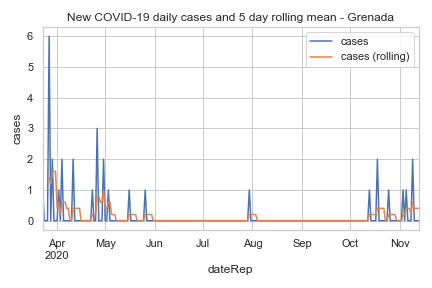 New COVID-19 daily cases and 5 day rolling mean - Grenada
cases
cases (rolling)
cases
6
5
4
3
2
1
0
Apr May Jun Jul Aug Sep Oct Nov
2020
dateRep